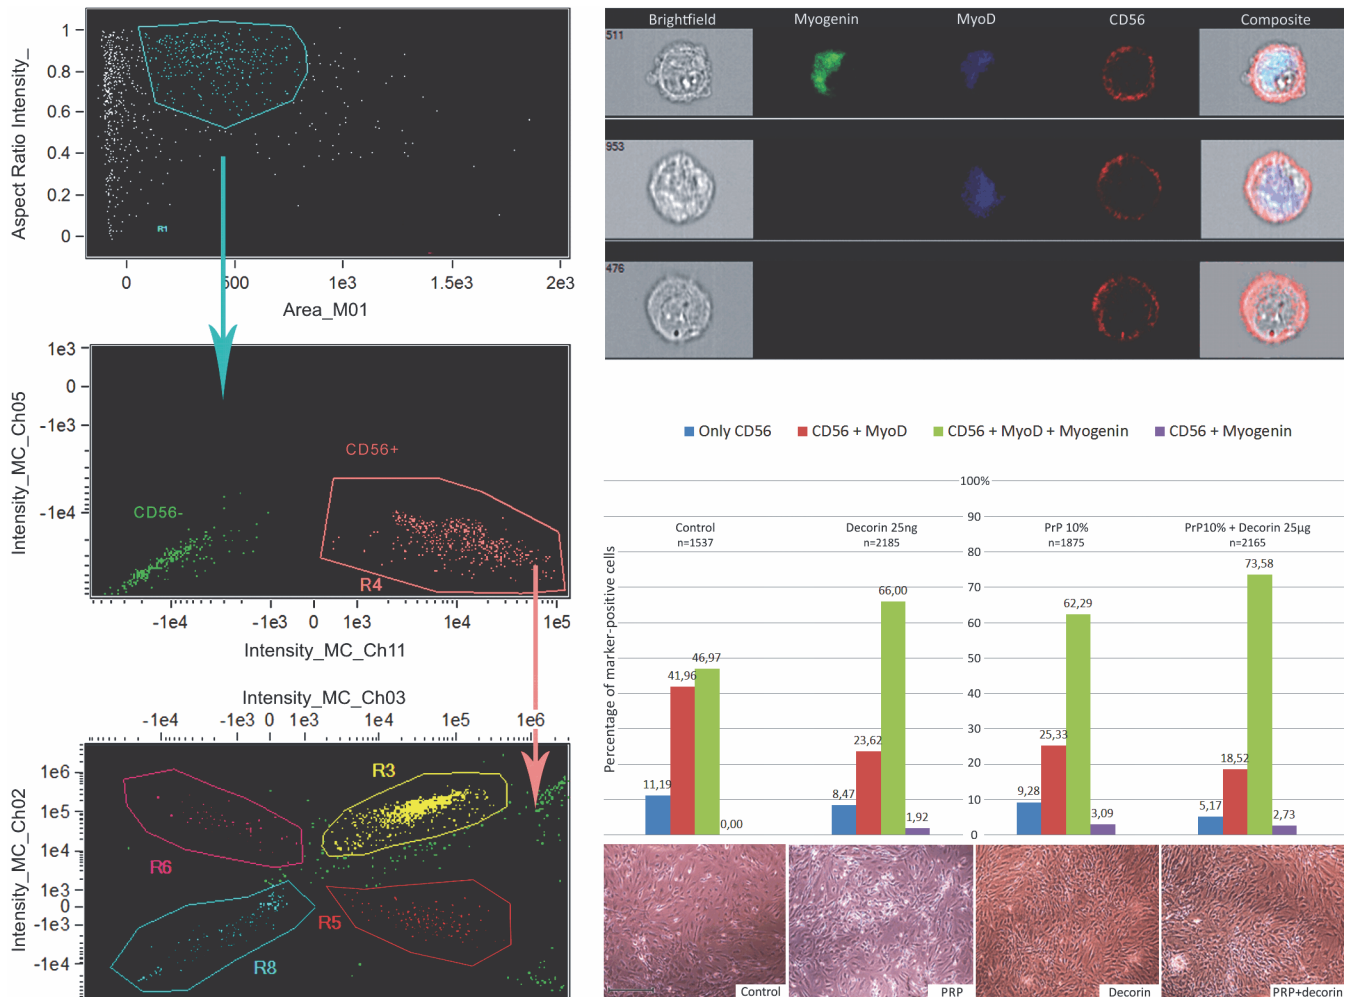 Aspect Ratio Intensity_
1
0.8
0.6
0.4
0.2
0
R1
0
500
1e3
1.5e3
2e3
Area_M01
Intensity_MC_Ch05
1e3
0
-1e3
-1e4
CD56+
CD56-
R4
-1e4
-1e3
0
1e3
1e4
1e5
Intensity_MC_Ch11
Intensity_MC_Ch03
-1e4
-1e3
0
1e3
1e4
1e5
1e6
Intensity_MC_Ch02
1e6
1e5
1e4
1e3
0
-1e3
-1e4
R3
R6
R5
R8
Brightfield
Myogenin
MyoD
CD56
Composite
511
953
476
Only CD56
CD56 + MyoD
CD56 + MyoD + Myogenin
CD56 + Myogenin
Percentage of marker-positive cells
100%
90
80
70
60
50
40
30
20
10
0
Control
n=1537
11,19
41,96
46,97
0,00
Decorin 25ng
n=2185
8,47
23,62
66,00
1,92
PrP 10%
n=1875
9,28
25,33
62,29
3,09
PrP10% + Decorin 25µg
n=2165
5,17
18,52
73,58
2,73
Control
PRP
Decorin
PRP+decorin